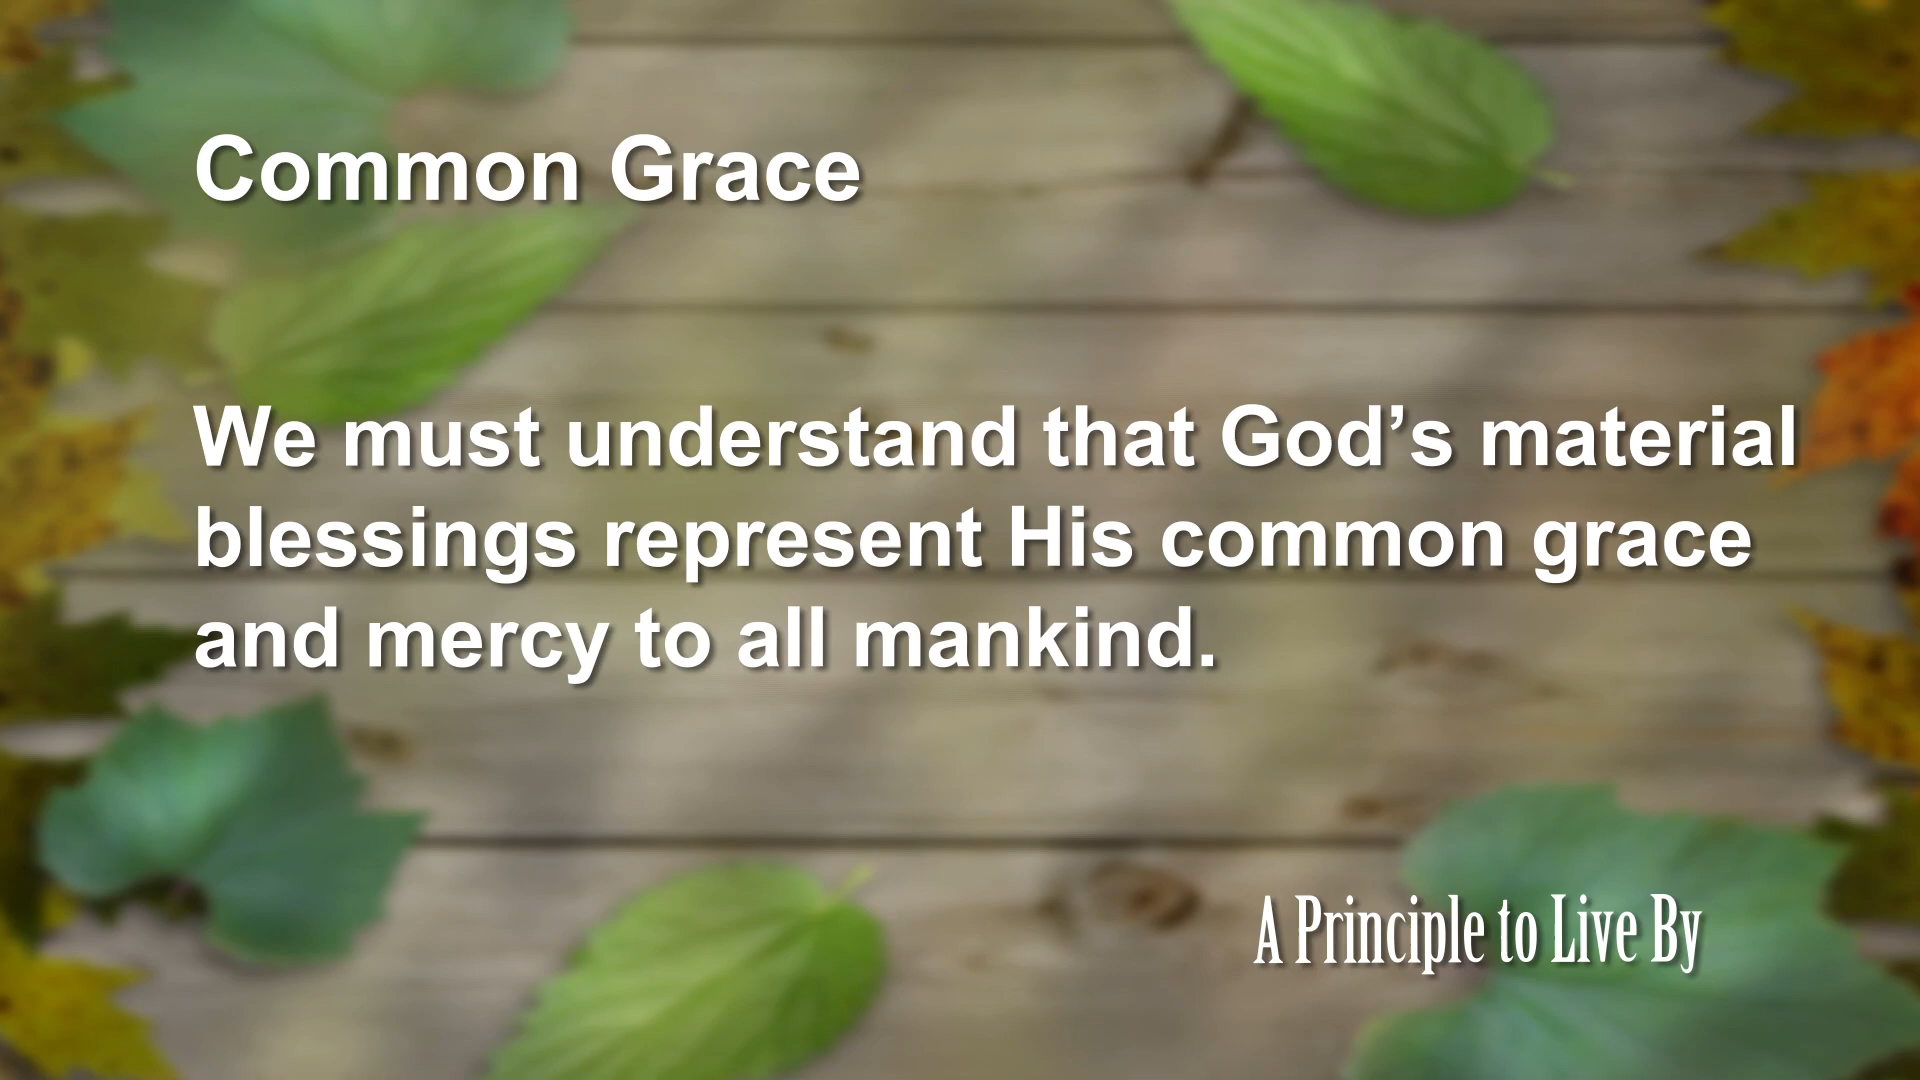 Common Grace
We must understand that God’s material
blessings represent His common grace
and mercy to all mankind.
A Principle to Live By